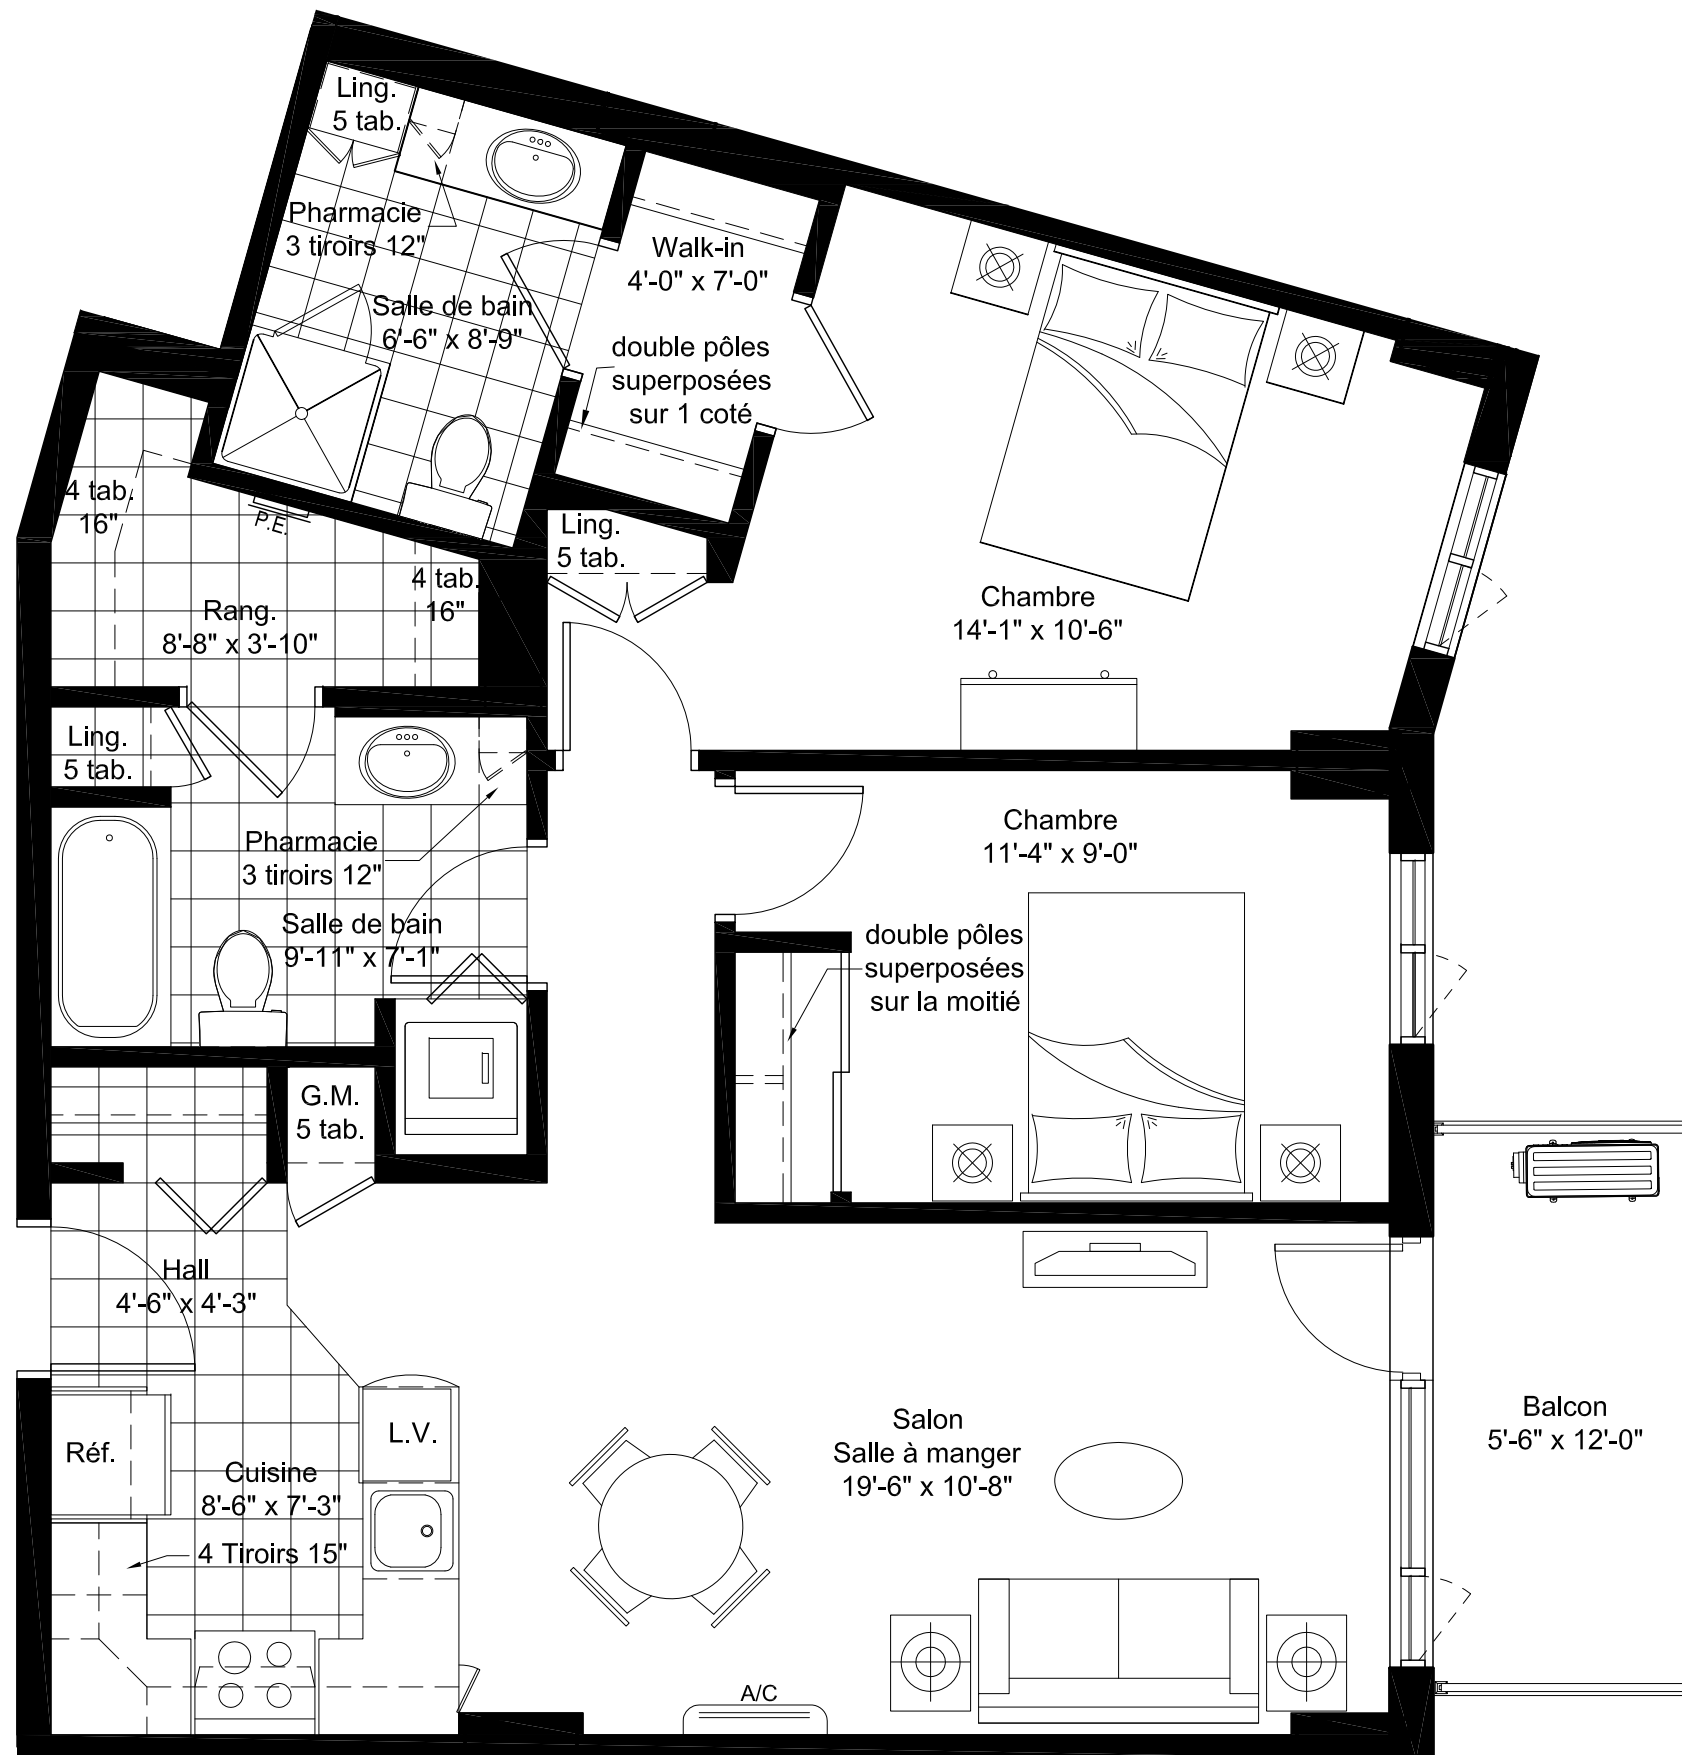 Ling.
5 tab.
Pharmacie
3 tiroirs 12"
Salle de bain
6'-6" x 8'-9"
Walk-in
4'-0" x 7'-0"
double pôles
superposées
sur 1 coté
4 tab.
16"
P.E.
Ling.
5 tab.
4 tab.
16"
Rang.
8'-8" x 3'-10"
Chambre
14'-1" x 10'-6"
Ling.
5 tab.
Pharmacie
3 tiroirs 12"
Salle de bain
9'-11" x 7'-1"
Chambre
11'-4" x 9'-0"
double pôles
superposées
sur la moitié
G.M.
5 tab.
Hall
4'-6" x 4'-3"
Réf.
L.V.
Cuisine
8'-6" x 7'-3"
4 Tiroirs 15"
Salon
Salle à manger
19'-6" x 10'-8"
Balcon
5'-6" x 12'-0"
A/C